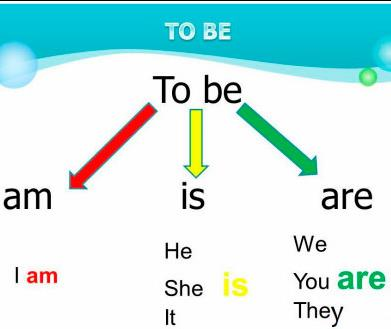 TO BE
To be
am is are
I am
He
She is
It
We
You are
They